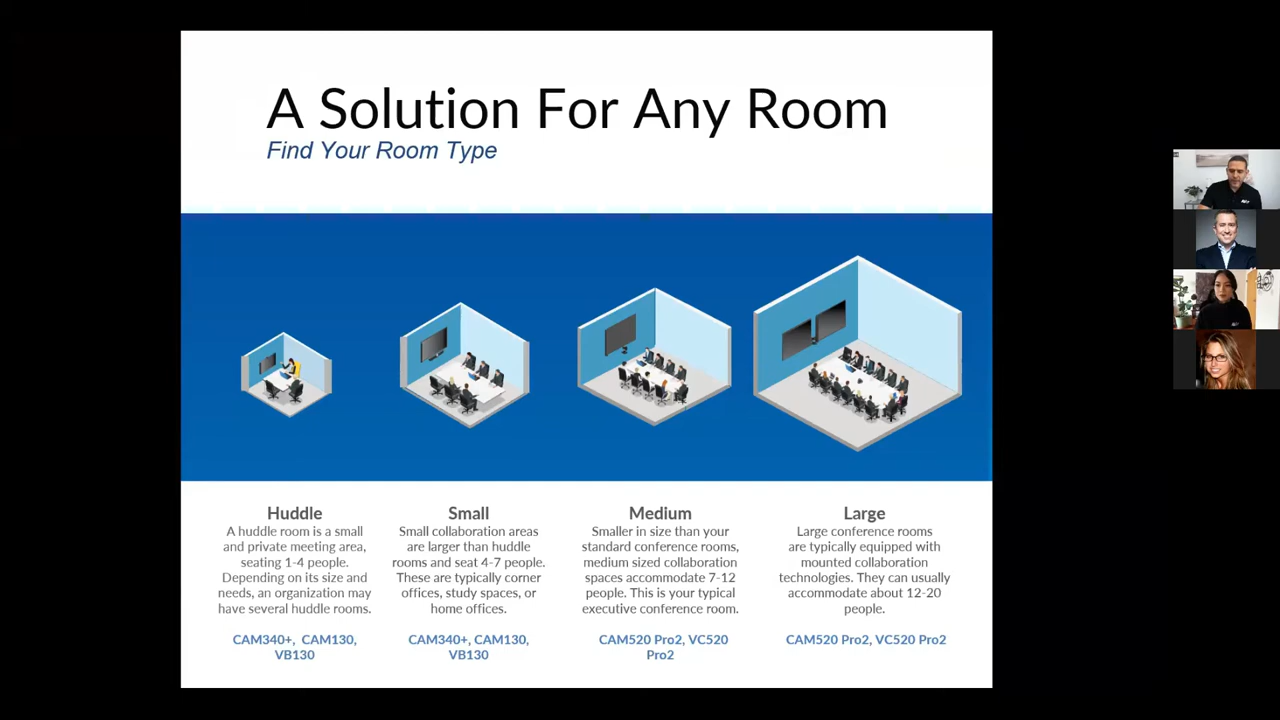 A Solution For Any Room
Find Your Room Type
Huddle
A huddle room is a small
and private meeting area,
seating 1-4 people.
Depending on its size and
needs, an organization may
have several huddle rooms.
CAM340+, CAM130,
VB130
Small
Small collaboration areas
are larger than huddle
rooms and seat 4-7 people.
These are typically corner
offices, study spaces, or
home offices.
CAM340+, CAM130,
VB130
Medium
Smaller in size than your
standard conference rooms,
medium sized collaboration
spaces accommodate 7-12
people. This is your typical
executive conference room.
CAM520 Pro2, VC520
Pro2
Large
Large conference rooms
are typically equipped with
mounted collaboration
technologies. They can usually
accommodate about 12-20
people.
CAM520 Pro2, VC520 Pro2